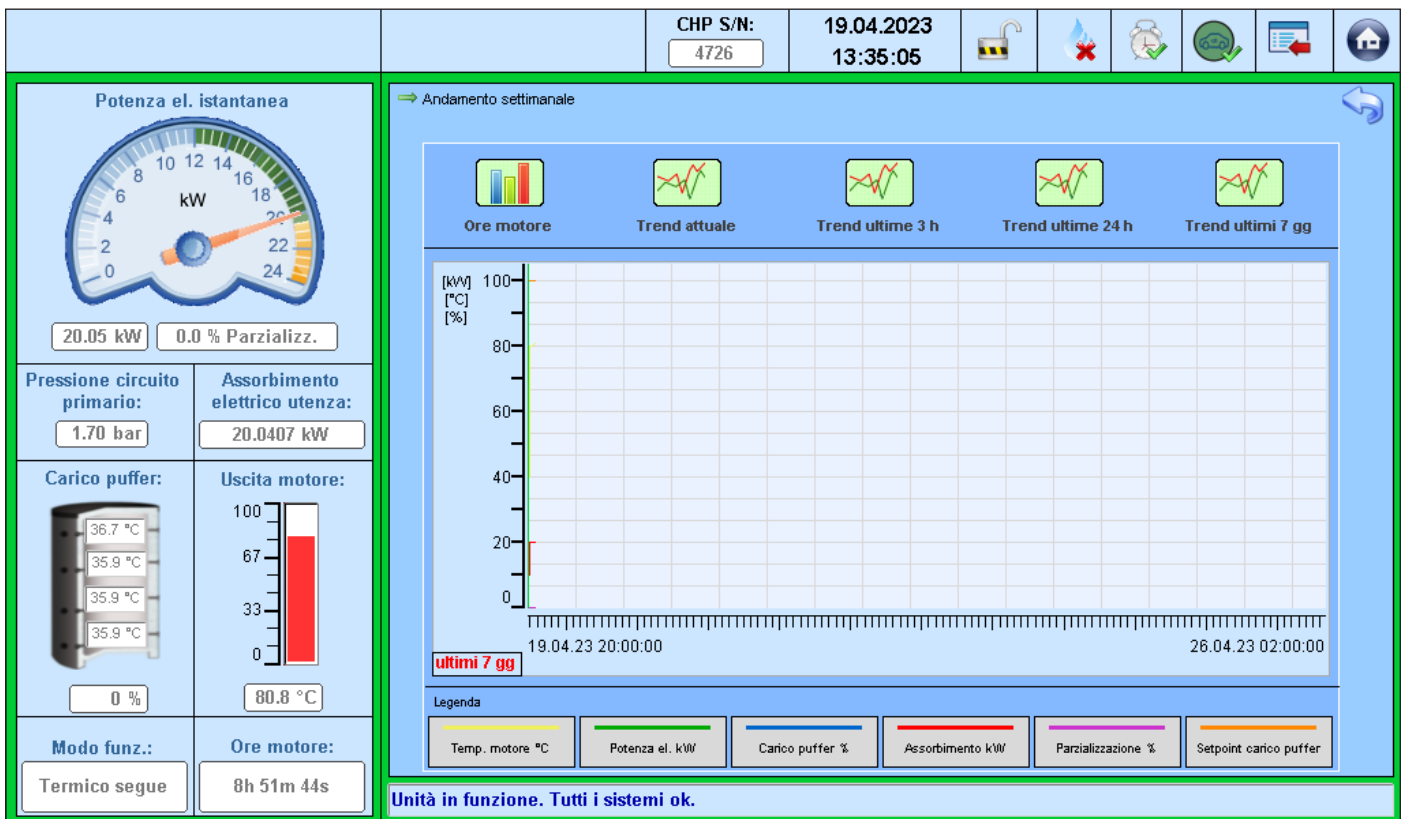 CHP S/N:
4726
19.04.2023
13:35:05
Potenza el. istantanea
0
2
4
6
8
10
12
14
16
18
20
22
24
kW
20.05 kW
0.0 % Parzializz.
Pressione circuito
primario:
1.70 bar
Assorbimento
elettrico utenza:
20.0407 kW
Carico puffer:
36.7 °C
35.9 °C
35.9 °C
35.9 °C
0 %
Uscita motore:
100
67
33
0
80.8 °C
Modo funz.:
Termico segue
Ore motore:
8h 51m 44s
Andamento settimanale
Ore motore
Trend attuale
Trend ultime 3 h
Trend ultime 24 h
Trend ultimi 7 gg
[kW]
[°C]
[%]
100
80
60
40
20
0
19.04.23 20:00:00
26.04.23 02:00:00
ultimi 7 gg
Legenda
Temp. motore °C
Potenza el. kW
Carico puffer %
Assorbimento kW
Parzializzazione %
Setpoint carico puffer
Unità in funzione. Tutti i sistemi ok.